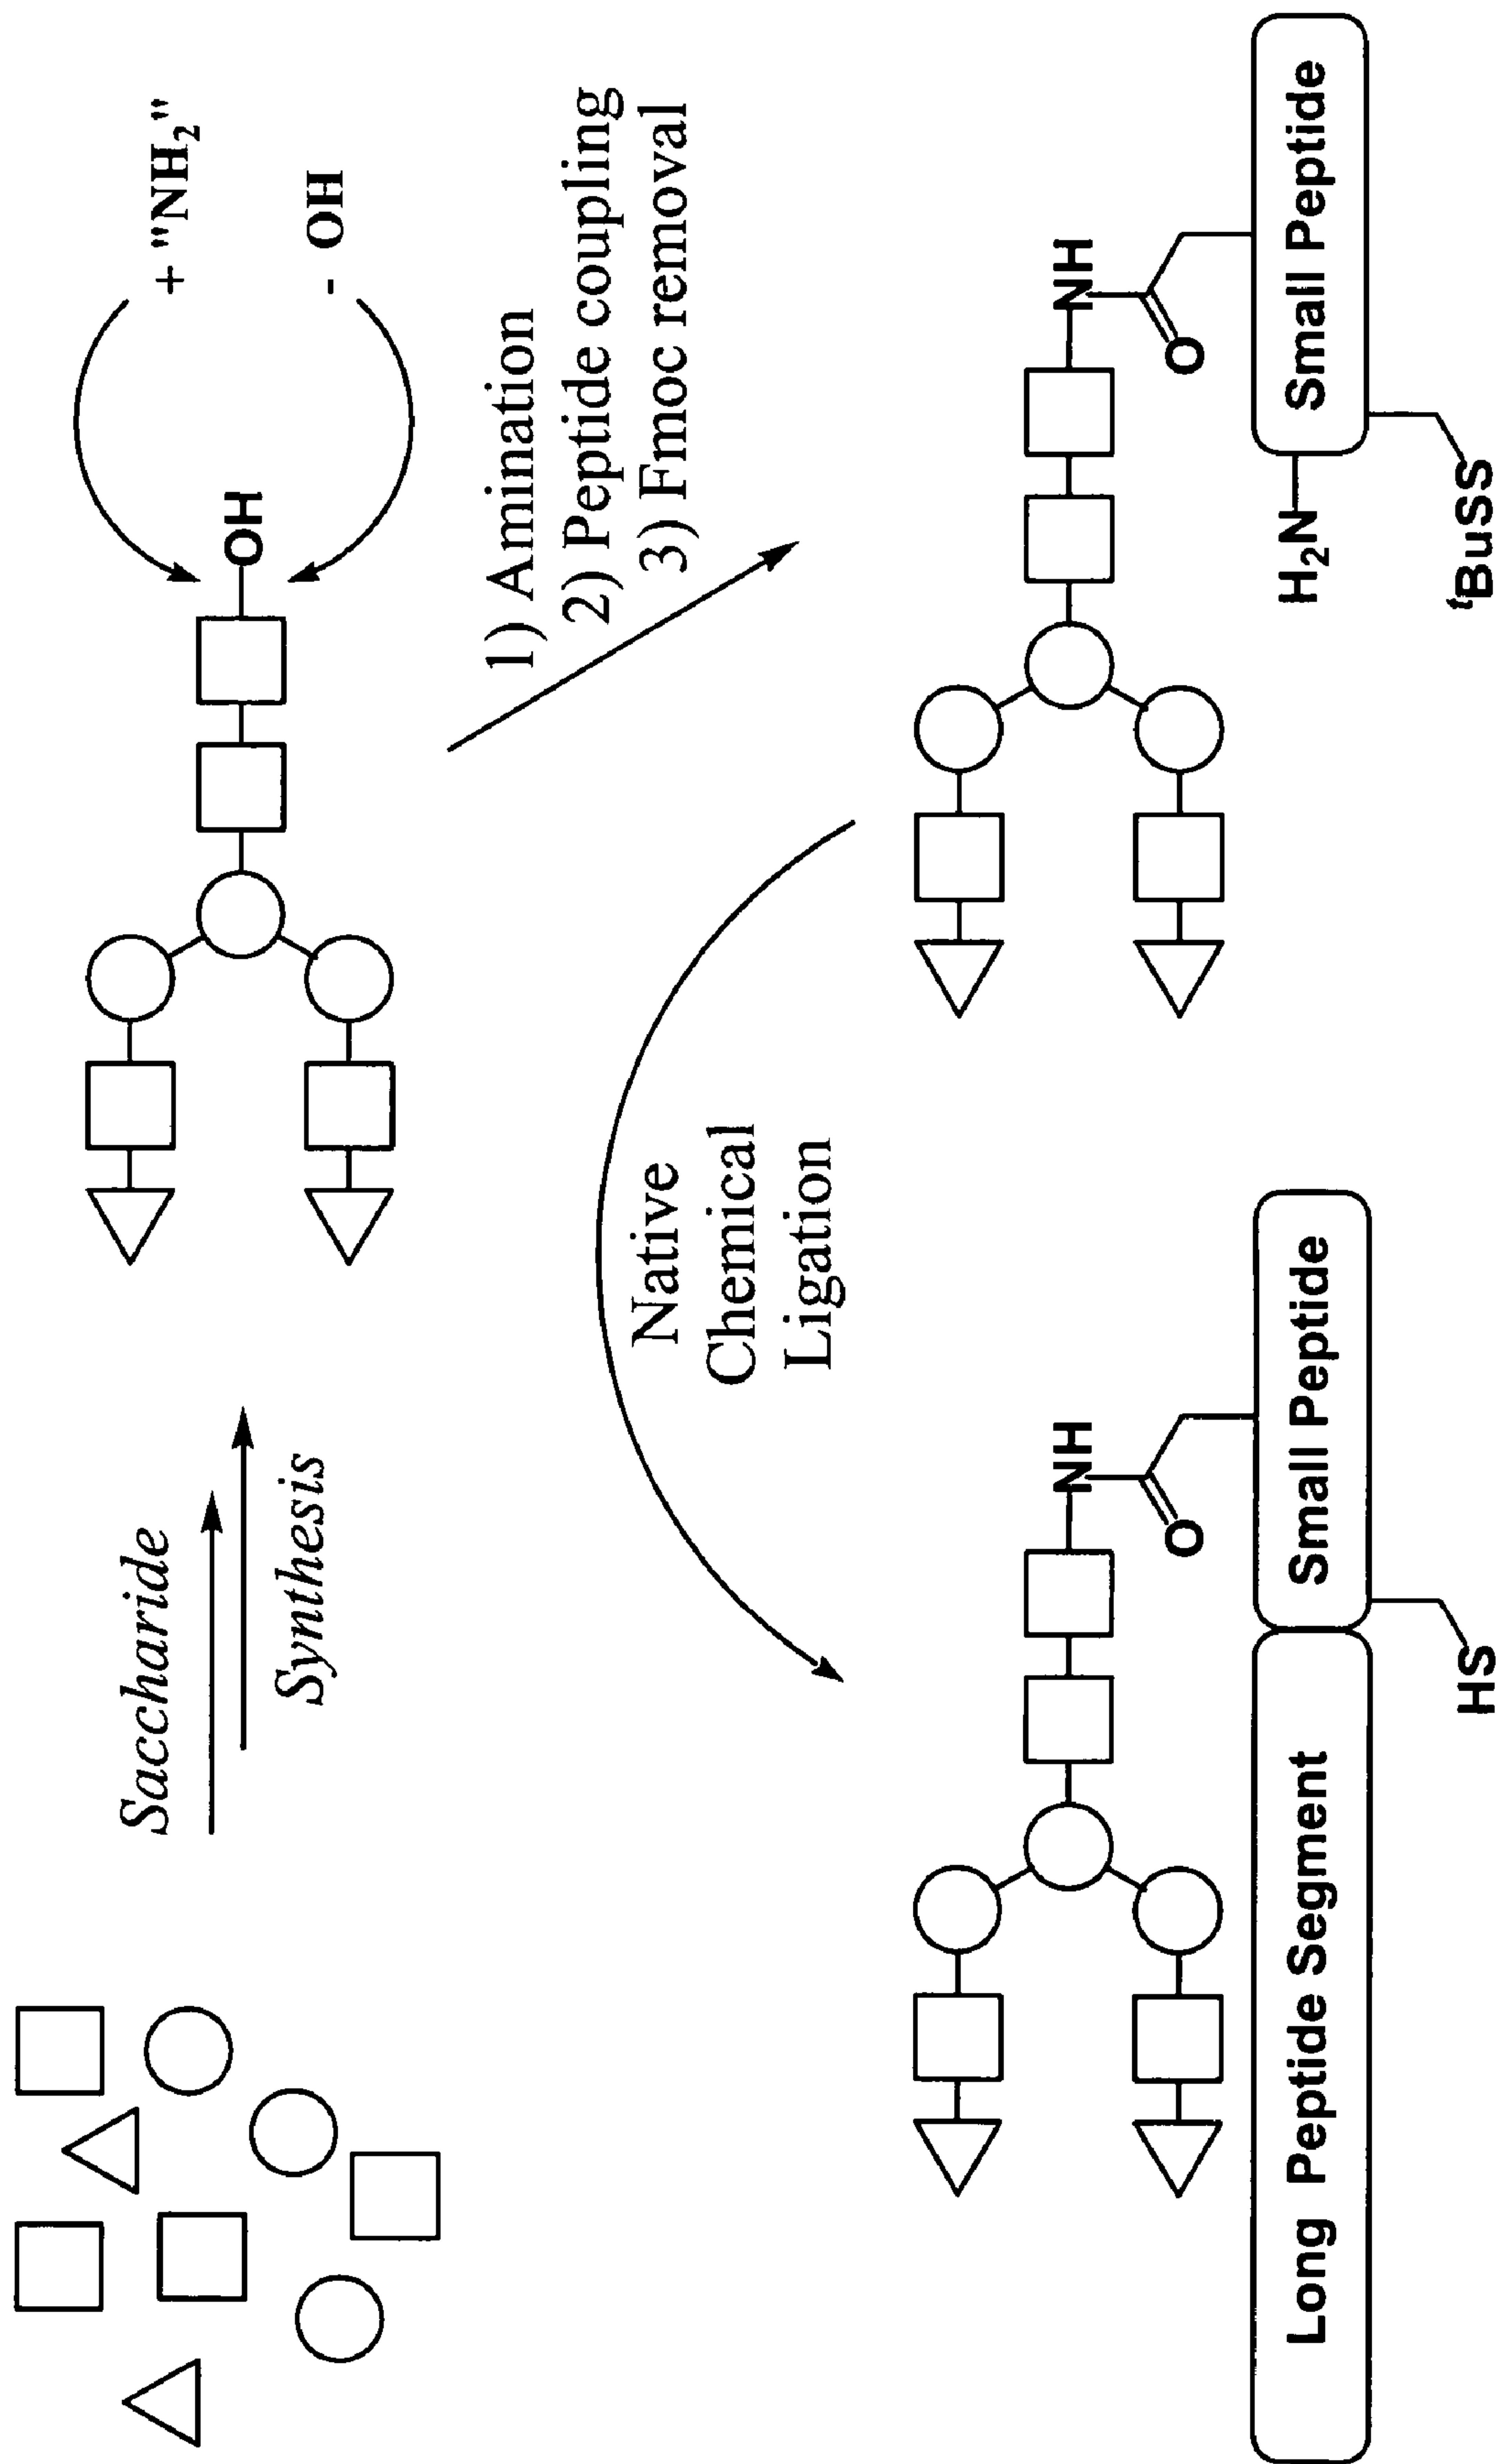 Saccharide
Synthesis
OH
+ "NH₂"
- OH
1) Amination
2) Peptide coupling
3) Fmoc removal
NH
O
H₂N
Small Peptide
ᵗBuSS
Native
Chemical
Ligation
NH
O
Long Peptide Segment
Small Peptide
HS